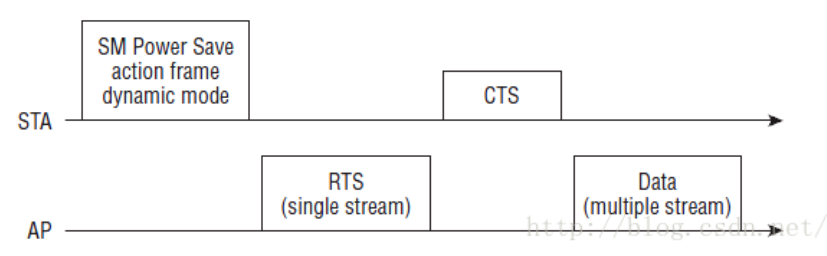 SM Power Save
action frame
dynamic mode
CTS
STA
RTS
(single stream)
Data
(multiple stream)
AP
http://blog.csdn.net/